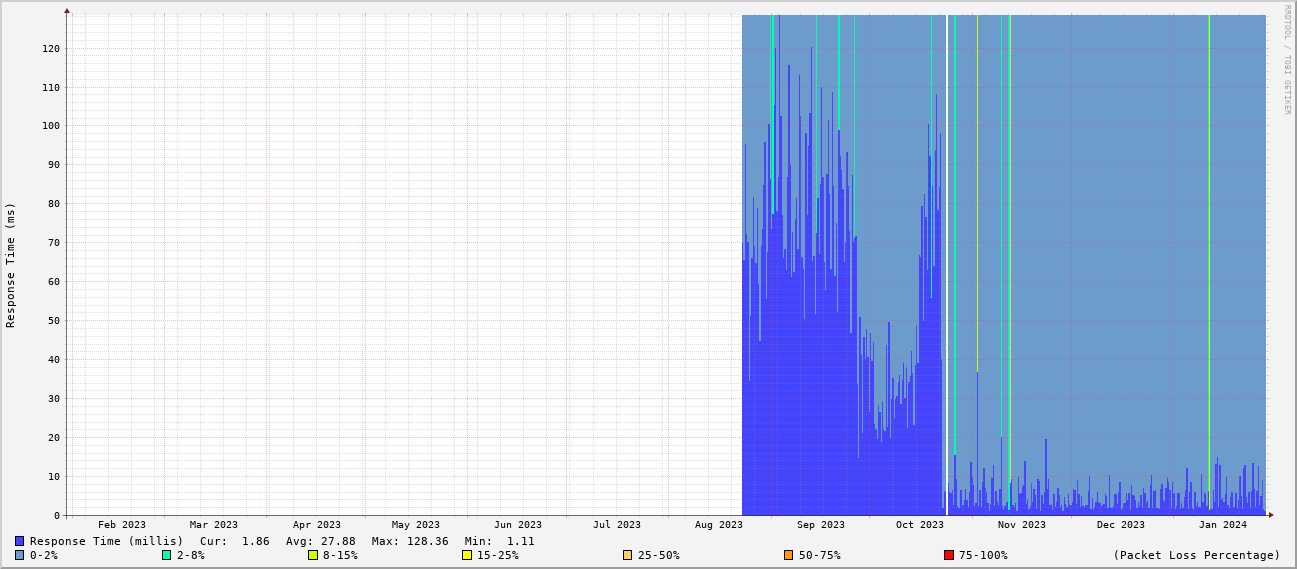 RRDTOOL / TOBI OETIKER
Response Time (ms)
120
110
100
90
80
70
60
50
40
30
20
10
0
Feb 2023 Mar 2023 Apr 2023 May 2023 Jun 2023 Jul 2023 Aug 2023 Sep 2023 Oct 2023 Nov 2023 Dec 2023 Jan 2024
Response Time (millis) Cur: 1.86 Avg: 27.88 Max: 128.36 Min: 1.11
0-2% 2-8% 8-15% 15-25% 25-50% 50-75% 75-100% (Packet Loss Percentage)